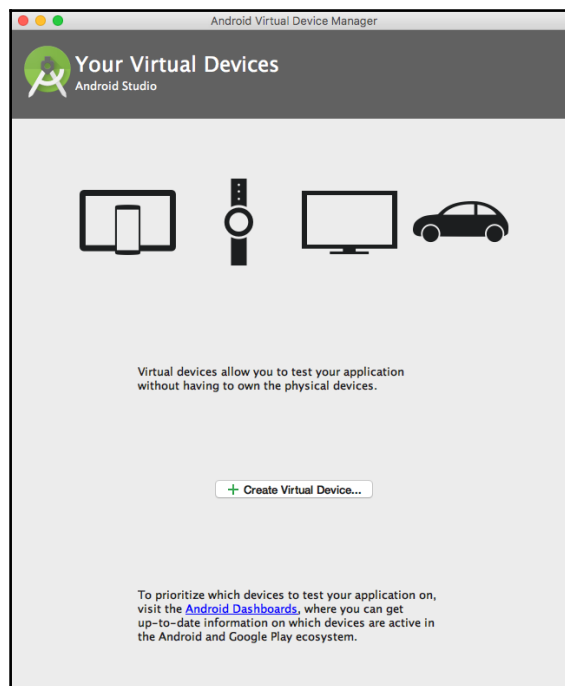 Android Virtual Device Manager
Your Virtual Devices
Android Studio
Virtual devices allow you to test your application
without having to own the physical devices.
+ Create Virtual Device...
To prioritize which devices to test your application on,
visit the Android Dashboards, where you can get
up-to-date information on which devices are active in
the Android and Google Play ecosystem.